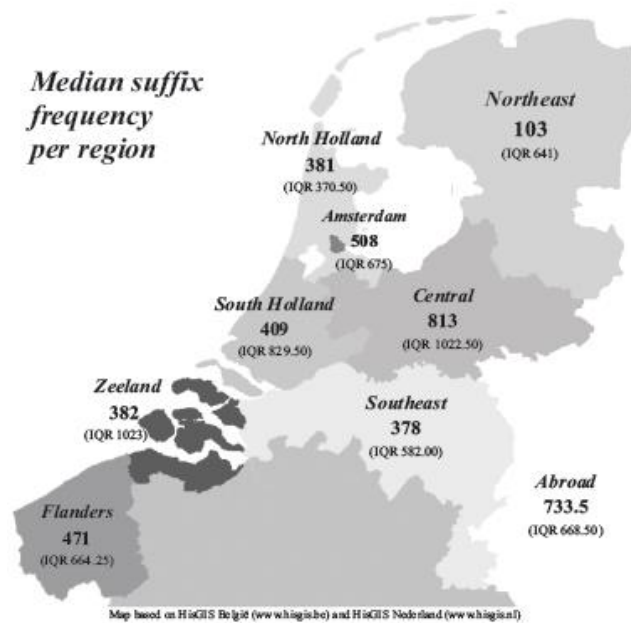 Median suffix
frequency
per region
Northeast
103
(IQR 641)
North Holland
381
(IQR 370.50)
Amsterdam
508
(IQR 675)
South Holland
409
(IQR 829.50)
Central
813
(IQR 1022.50)
Zeeland
382
(IQR 1023)
Southeast
378
(IQR 582.00)
Abroad
733.5
(IQR 668.50)
Flanders
471
(IQR 664.25)
Map based on HisGIS België (www.hisgis.be) and HisGIS Nederland (www.hisgis.nl)